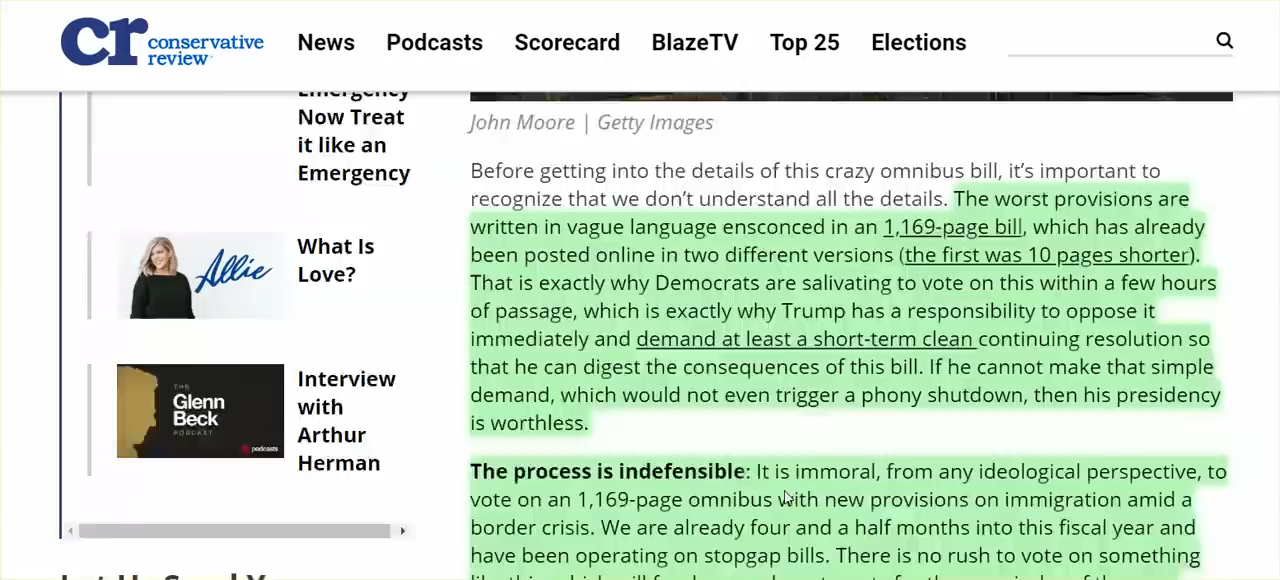 cr conservative review
News Podcasts Scorecard BlazeTV Top 25 Elections
Emergency
Now Treat
it like an
Emergency
Allie
What Is
Love?
THE
Glenn
Beck
PODCAST
podcasts
Interview
with
Arthur
Herman
John Moore | Getty Images
Before getting into the details of this crazy omnibus bill, it’s important to
recognize that we don’t understand all the details. The worst provisions are
written in vague language ensconced in an 1,169-page bill, which has already
been posted online in two different versions (the first was 10 pages shorter).
That is exactly why Democrats are salivating to vote on this within a few hours
of passage, which is exactly why Trump has a responsibility to oppose it
immediately and demand at least a short-term clean continuing resolution so
that he can digest the consequences of this bill. If he cannot make that simple
demand, which would not even trigger a phony shutdown, then his presidency
is worthless.
The process is indefensible: It is immoral, from any ideological perspective, to
vote on an 1,169-page omnibus with new provisions on immigration amid a
border crisis. We are already four and a half months into this fiscal year and
have been operating on stopgap bills. There is no rush to vote on something